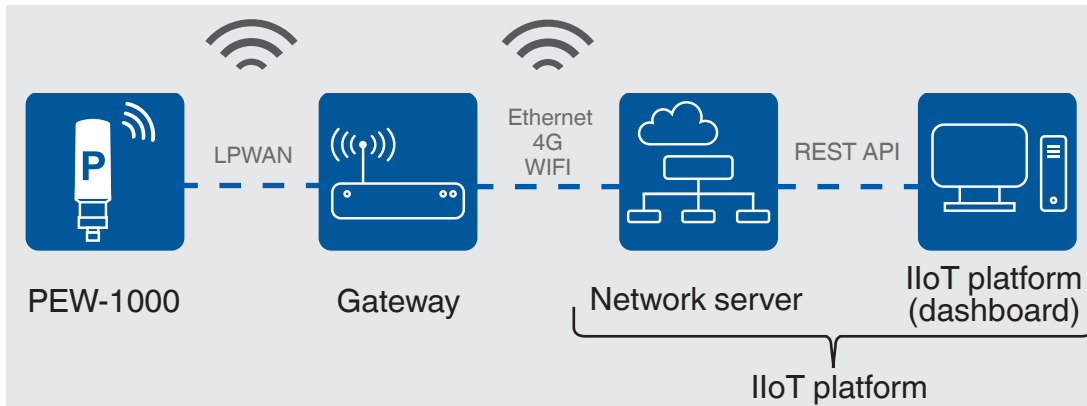 P
LPWAN
Ethernet
4G
WIFI
REST API
PEW-1000
Gateway
Network server
IIoT platform
(dashboard)
IIoT platform